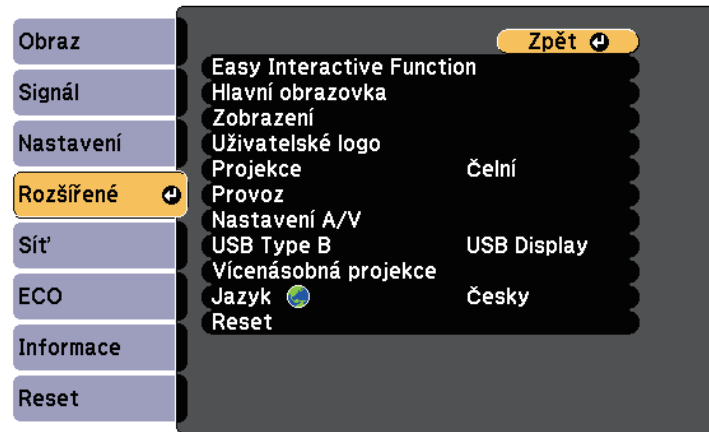 Obraz
Signál
Nastavení
Rozšířené
Síť
ECO
Informace
Reset
Zpět
Easy Interactive Function
Hlavní obrazovka
Zobrazení
Uživatelské logo
Projekce Čelní
Provoz
Nastavení A/V
USB Type B USB Display
Vícenásobná projekce
Jazyk Česky
Reset